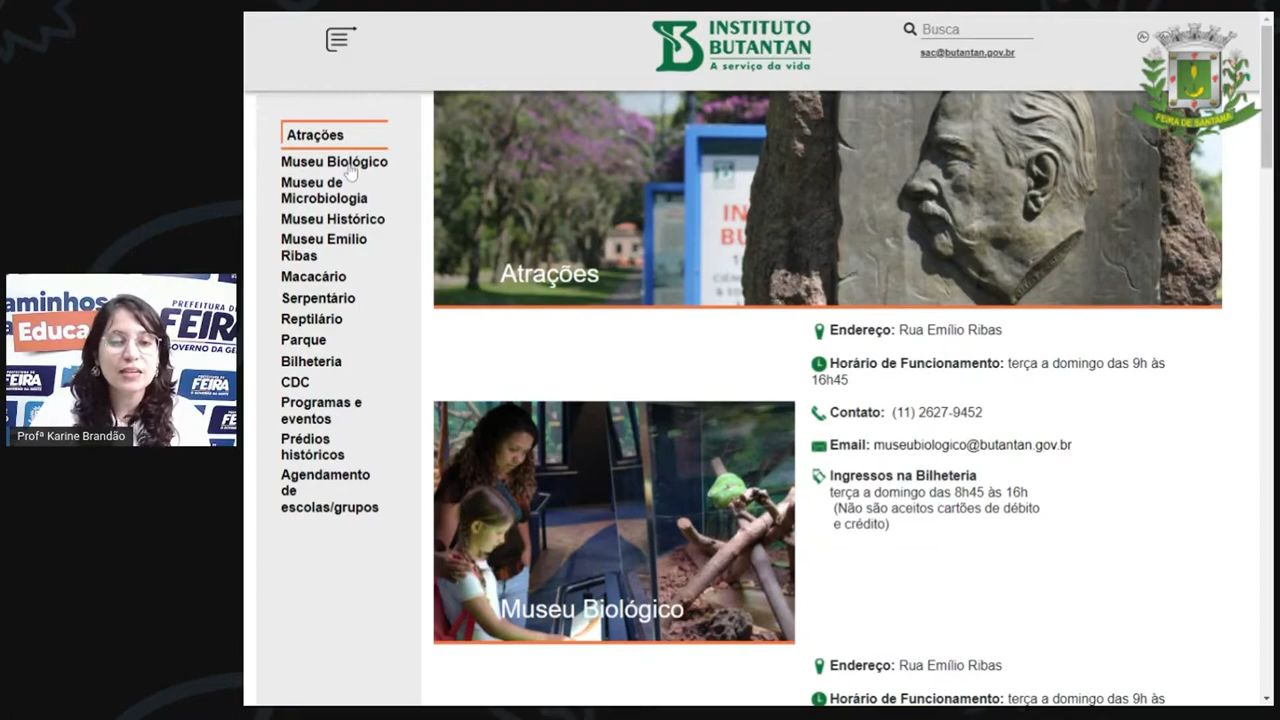 INSTITUTO
BUTANTAN
A serviço da vida
Busca
sac@butantan.gov.br
FEIRA DE SANTANA
Atrações
Museu Biológico
Museu de
Microbiologia
Museu Histórico
Museu Emílio
Ribas
Macacário
Serpentário
Reptilário
Parque
Bilheteria
CDC
Programas e
eventos
Prédios
históricos
Agendamento
de
escolas/grupos
IN
BU
Atrações
Endereço: Rua Emílio Ribas
Horário de Funcionamento: terça a domingo das 9h às
16h45
Contato: (11) 2627-9452
Email: museubiologico@butantan.gov.br
Ingressos na Bilheteria
terça a domingo das 8h45 às 16h
(Não são aceitos cartões de débito
e crédito)
Museu Biológico
Endereço: Rua Emílio Ribas
Horário de Funcionamento: terça a domingo das 9h às
aminhos
Educa
PREFEITURA DE
FEIRA
GOVERNO DA GE
FEIRA
FEIRA
Profª Karine Brandão